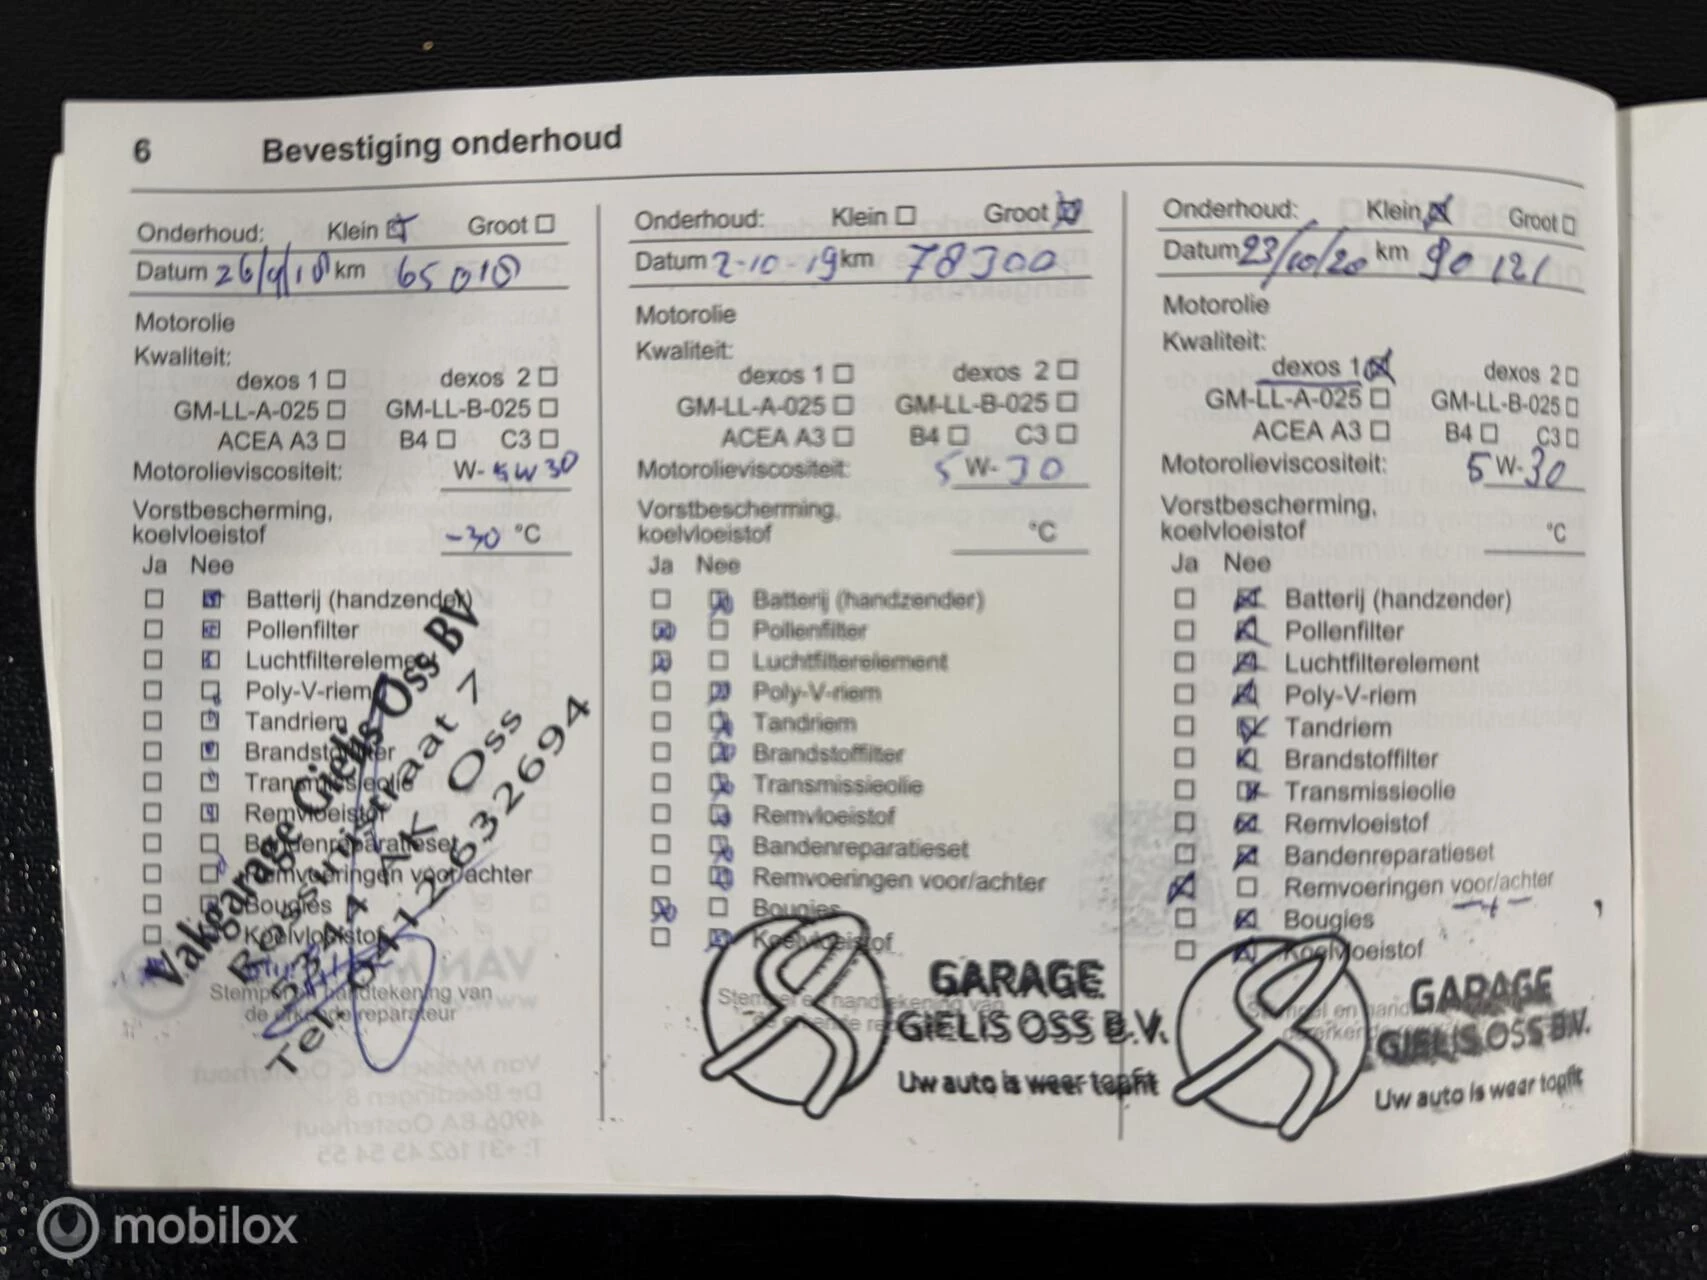 6 Bevestiging onderhoud
Onderhoud: Klein Groot
Datum 26/9/18 km 65018
Motorolie
Kwaliteit:
dexos 1 dexos 2
GM-LL-A-025 GM-LL-B-025
ACEA A3 B4 C3
Motorolieviscositeit: W- 5W30
Vorstbescherming,
koelvloeistof -30 °C
Ja Nee
Batterij (handzender)
Pollenfilter
Luchtfilterelement
Poly-V-riem
Tandriem
Brandstoffilter
Transmissieolie
Remvloeistof
Bandenreparatieset
Remvoeringen voor/achter
Bougies
Koelvloeistof
Stempel en handtekening van
de erkende reparateur
Vakgarage Gielis Oss BV
5344 AK Oss
Tel. 0412632694
Onderhoud: Klein Groot
Datum 2-10-19 km 78300
Motorolie
Kwaliteit:
dexos 1 dexos 2
GM-LL-A-025 GM-LL-B-025
ACEA A3 B4 C3
Motorolieviscositeit: 5 W-30
Vorstbescherming,
koelvloeistof °C
Ja Nee
Batterij (handzender)
Pollenfilter
Luchtfilterelement
Poly-V-riem
Tandriem
Brandstoffilter
Transmissieolie
Remvloeistof
Bandenreparatieset
Remvoeringen voor/achter
Bougies
Koelvloeistof
Stempel en handtekening van
GARAGE
GIELIS OSS B.V.
Uw auto is weer topfit
Onderhoud: Klein Groot
Datum 23/10/20 km 90121
Motorolie
Kwaliteit:
dexos 1 dexos 2
GM-LL-A-025 GM-LL-B-025
ACEA A3 B4 C3
Motorolieviscositeit: 5 W-30
Vorstbescherming,
koelvloeistof °C
Ja Nee
Batterij (handzender)
Pollenfilter
Luchtfilterelement
Poly-V-riem
Tandriem
Brandstoffilter
Transmissieolie
Remvloeistof
Bandenreparatieset
Remvoeringen voor/achter
Bougies
Koelvloeistof
GARAGE
GIELIS OSS B.V.
Uw auto is weer topfit
mobilox